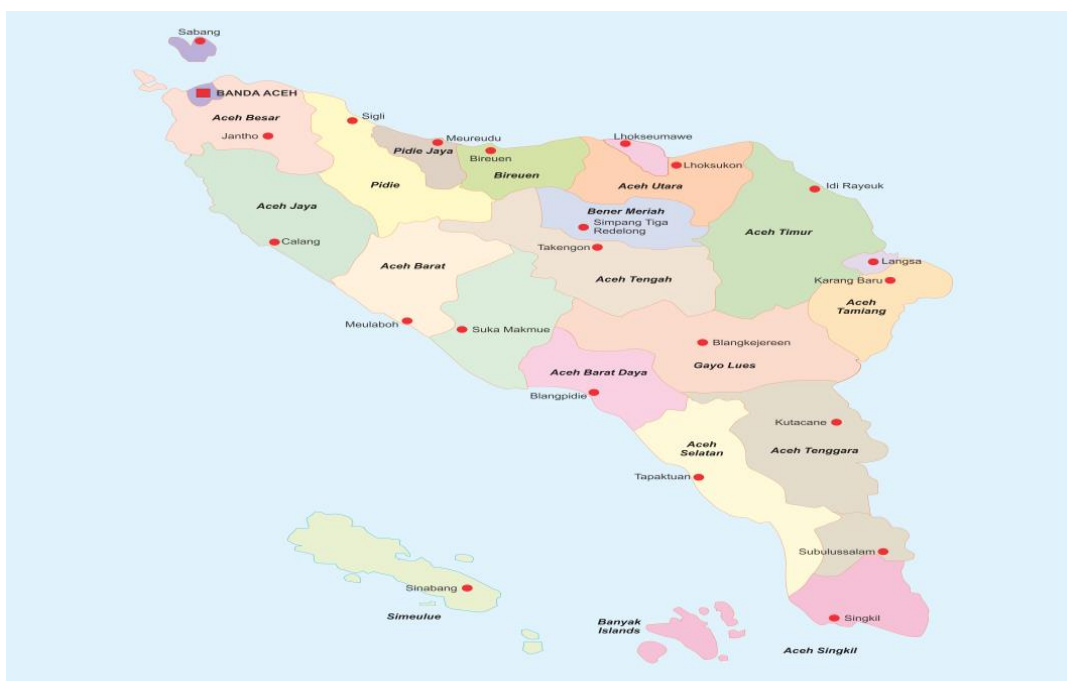 Sabang
BANDA ACEH
Aceh Besar
Jantho
Sigli
Meureudu
Pidie Jaya
Pidie
Bireuen
Bireuen
Lhokseumawe
Lhoksukon
Aceh Utara
Idi Rayeuk
Aceh Jaya
Calang
Bener Meriah
Simpang Tiga
Redelong
Takengon
Aceh Timur
Aceh Barat
Aceh Tengah
Langsa
Karang Baru
Aceh
Tamiang
Meulaboh
Suka Makmue
Blangkejereen
Gayo Lues
Aceh Barat Daya
Blangpidie
Kutacane
Aceh
Selatan
Aceh Tenggara
Tapaktuan
Subulussalam
Sinabang
Simeulue
Banyak
Islands
Singkil
Aceh Singkil